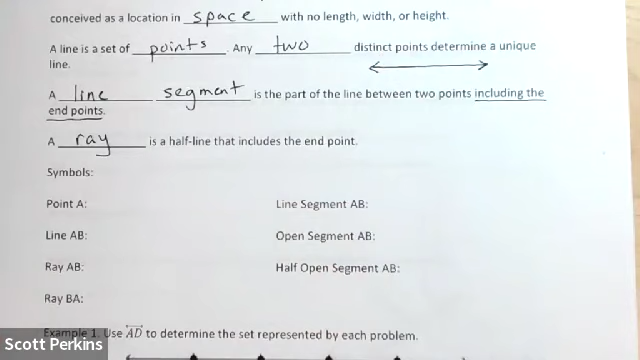 conceived as a location in space with no length, width, or height.
A line is a set of points. Any two distinct points determine a unique
line.
A line segment is the part of the line between two points including the
end points.
A ray is a half-line that includes the end point.
Symbols:
Point A: Line Segment AB:
Line AB: Open Segment AB:
Ray AB: Half Open Segment AB:
Ray BA:
Example 1. Use AD to determine the set represented by each problem.
Scott Perkins